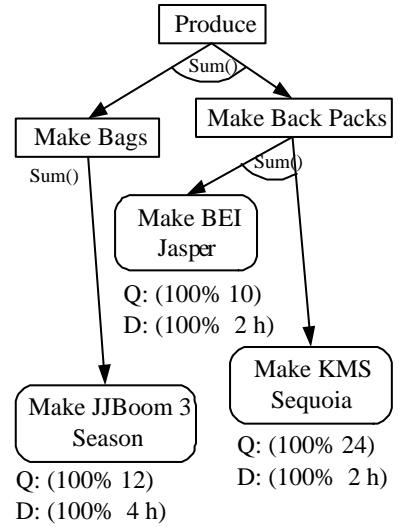 Produce
Sum()
Make Bags
Make Back Packs
Sum()
Sum()
Make BEI
Jasper
Q: (100% 10)
D: (100% 2 h)
Make KMS
Sequoia
Q: (100% 24)
D: (100% 2 h)
Make JJBoom 3
Season
Q: (100% 12)
D: (100% 4 h)